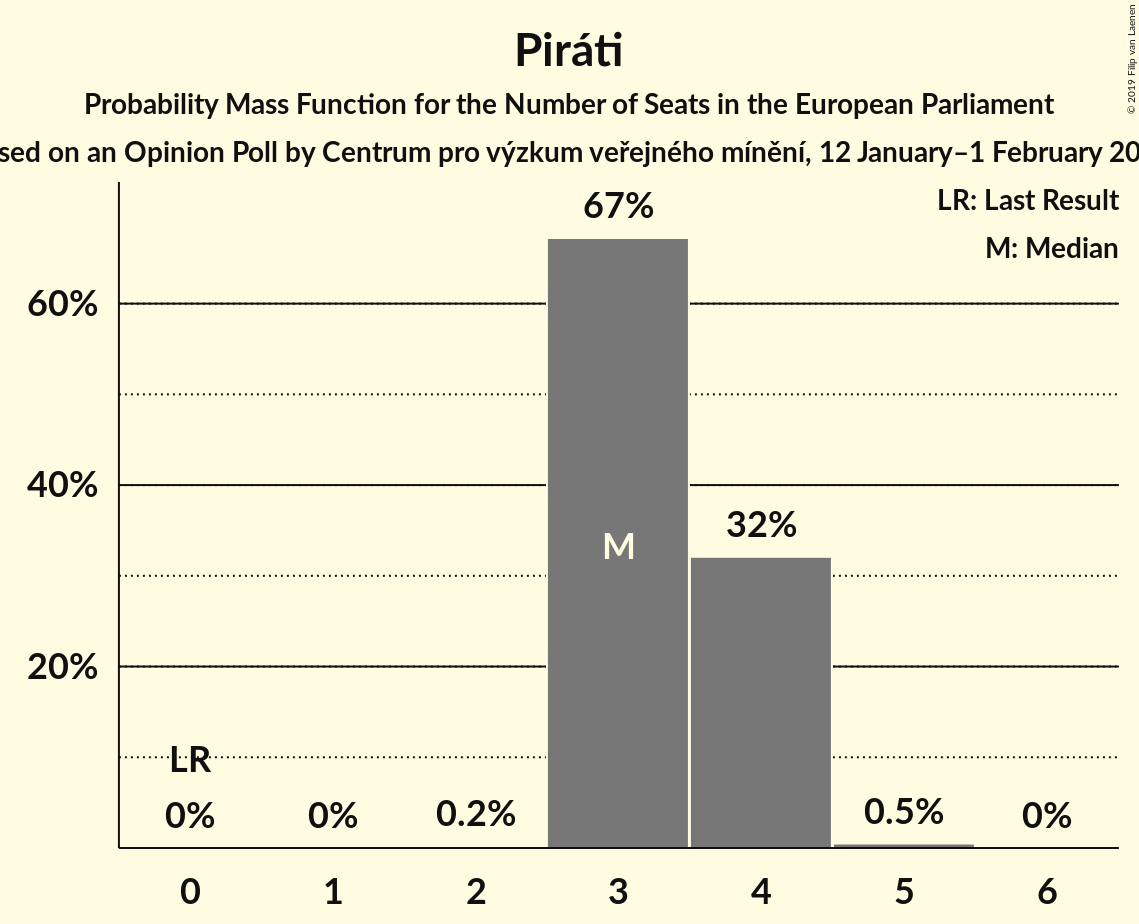 Piráti
Probability Mass Function for the Number of Seats in the European Parliament
sed on an Opinion Poll by Centrum pro výzkum veřejného mínění, 12 January–1 February 20
© 2019 Filip van Laenen
LR: Last Result
M: Median
67%
60%
40%
32%
M
20%
LR
0% 0% 0.2% 0.5% 0%
0 1 2 3 4 5 6